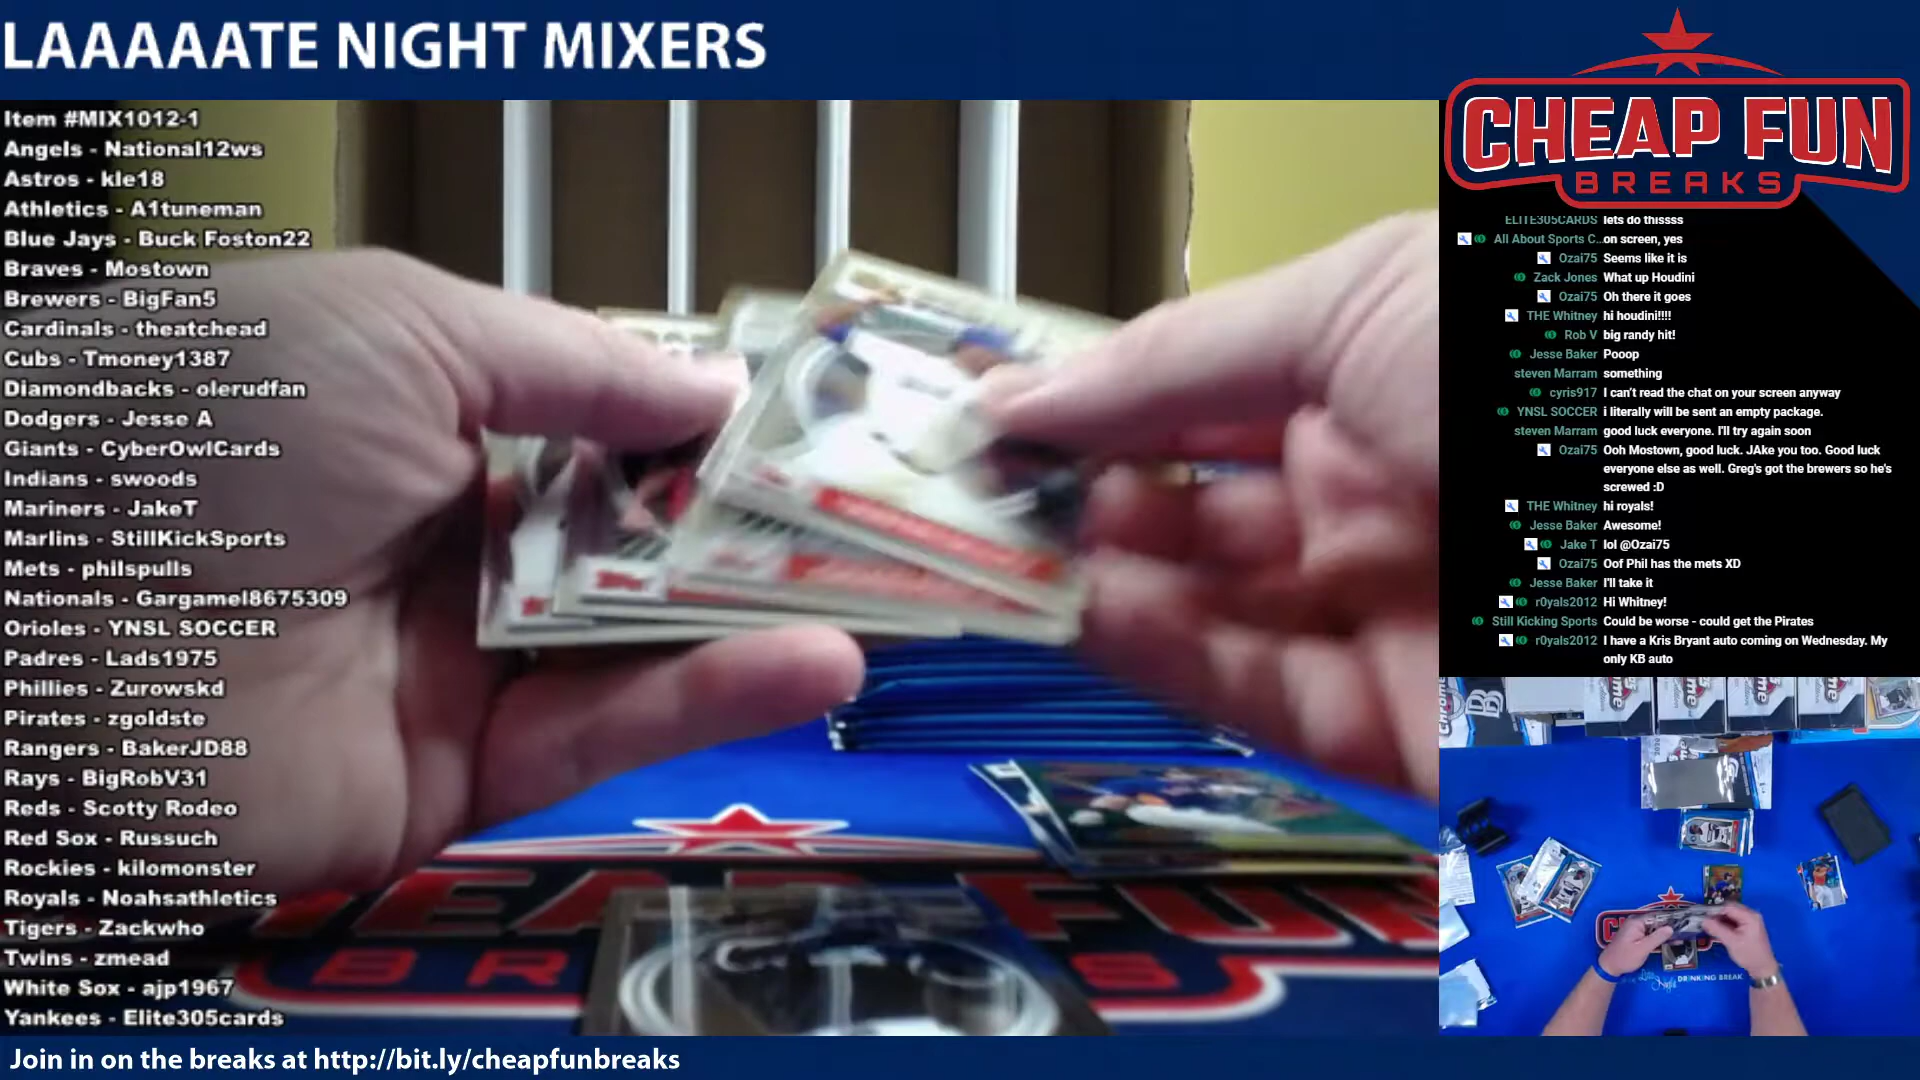 LAAAAATE NIGHT MIXERS
Item #MIX1012-1
Angels - National12ws
Astros - kle18
Athletics - A1tuneman
Blue Jays - Buck Foston22
Braves - Mostown
Brewers - BigFan5
Cardinals - theatchead
Cubs - Tmoney1387
Diamondbacks - olerudfan
Dodgers - Jesse A
Giants - CyberOwlCards
Indians - swoods
Mariners - JakeT
Marlins - StillKickSports
Mets - philspulls
Nationals - Gargamel8675309
Orioles - YNSL SOCCER
Padres - Lads1975
Phillies - Zurowskd
Pirates - zgoldste
Rangers - BakerJD88
Rays - BigRobV31
Reds - Scotty Rodeo
Red Sox - Russuch
Rockies - kilomonster
Royals - Noahsathletics
Tigers - Zackwho
Twins - zmead
White Sox - ajp1967
Yankees - Elite305cards
Join in on the breaks at http://bit.ly/cheapfunbreaks
CHEAP FUN
BREAKS
ELITE305CARDS lets do thissss
All About Sports C... on screen, yes
Ozai75 Seems like it is
Zack Jones What up Houdini
Ozai75 Oh there it goes
THE Whitney hi houdini!!!!
Rob V big randy hit!
Jesse Baker Pooop
steven Marram something
cyris917 I can't read the chat on your screen anyway
YNSL SOCCER i literally will be sent an empty package.
steven Marram good luck everyone. I'll try again soon
Ozai75 Ooh Mostown, good luck. JAke you too. Good luck
everyone else as well. Greg's got the brewers so he's
screwed :D
THE Whitney hi royals!
Jesse Baker Awesome!
Jake T lol @Ozai75
Ozai75 Oof Phil has the mets XD
Jesse Baker I'll take it
r0yals2012 Hi Whitney!
Still Kicking Sports Could be worse - could get the Pirates
r0yals2012 I have a Kris Bryant auto coming on Wednesday. My
only KB auto
DRINKING BREAK